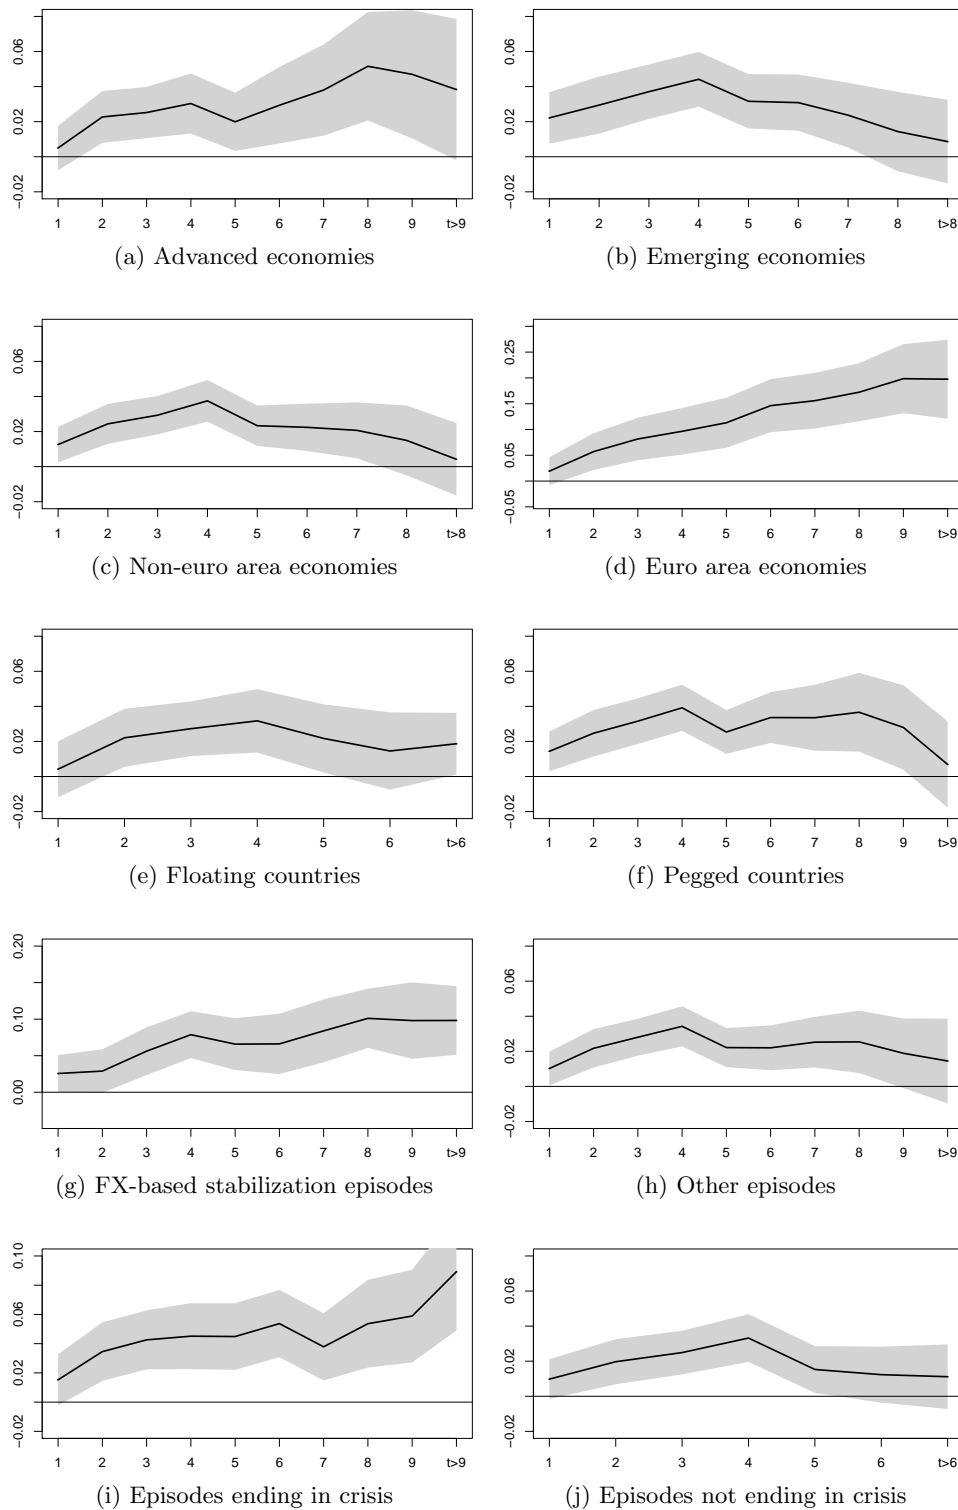 0.06
0.02
−0.02
1 2 3 4 5 6 7 8 9 t>9
(a) Advanced economies
0.06
0.02
−0.02
1 2 3 4 5 6 7 8 t>8
(b) Emerging economies
0.06
0.02
−0.02
1 2 3 4 5 6 7 8 t>8
(c) Non-euro area economies
0.25
0.15
0.05
−0.05
1 2 3 4 5 6 7 8 9 t>9
(d) Euro area economies
0.06
0.02
−0.02
1 2 3 4 5 6 t>6
(e) Floating countries
0.06
0.02
−0.02
1 2 3 4 5 6 7 8 9 t>9
(f) Pegged countries
0.20
0.10
0.00
1 2 3 4 5 6 7 8 9 t>9
(g) FX-based stabilization episodes
0.06
0.02
−0.02
1 2 3 4 5 6 7 8 9 t>9
(h) Other episodes
0.10
0.06
0.02
−0.02
1 2 3 4 5 6 7 8 9 t>9
(i) Episodes ending in crisis
0.06
0.02
−0.02
1 2 3 4 5 6 t>6
(j) Episodes not ending in crisis